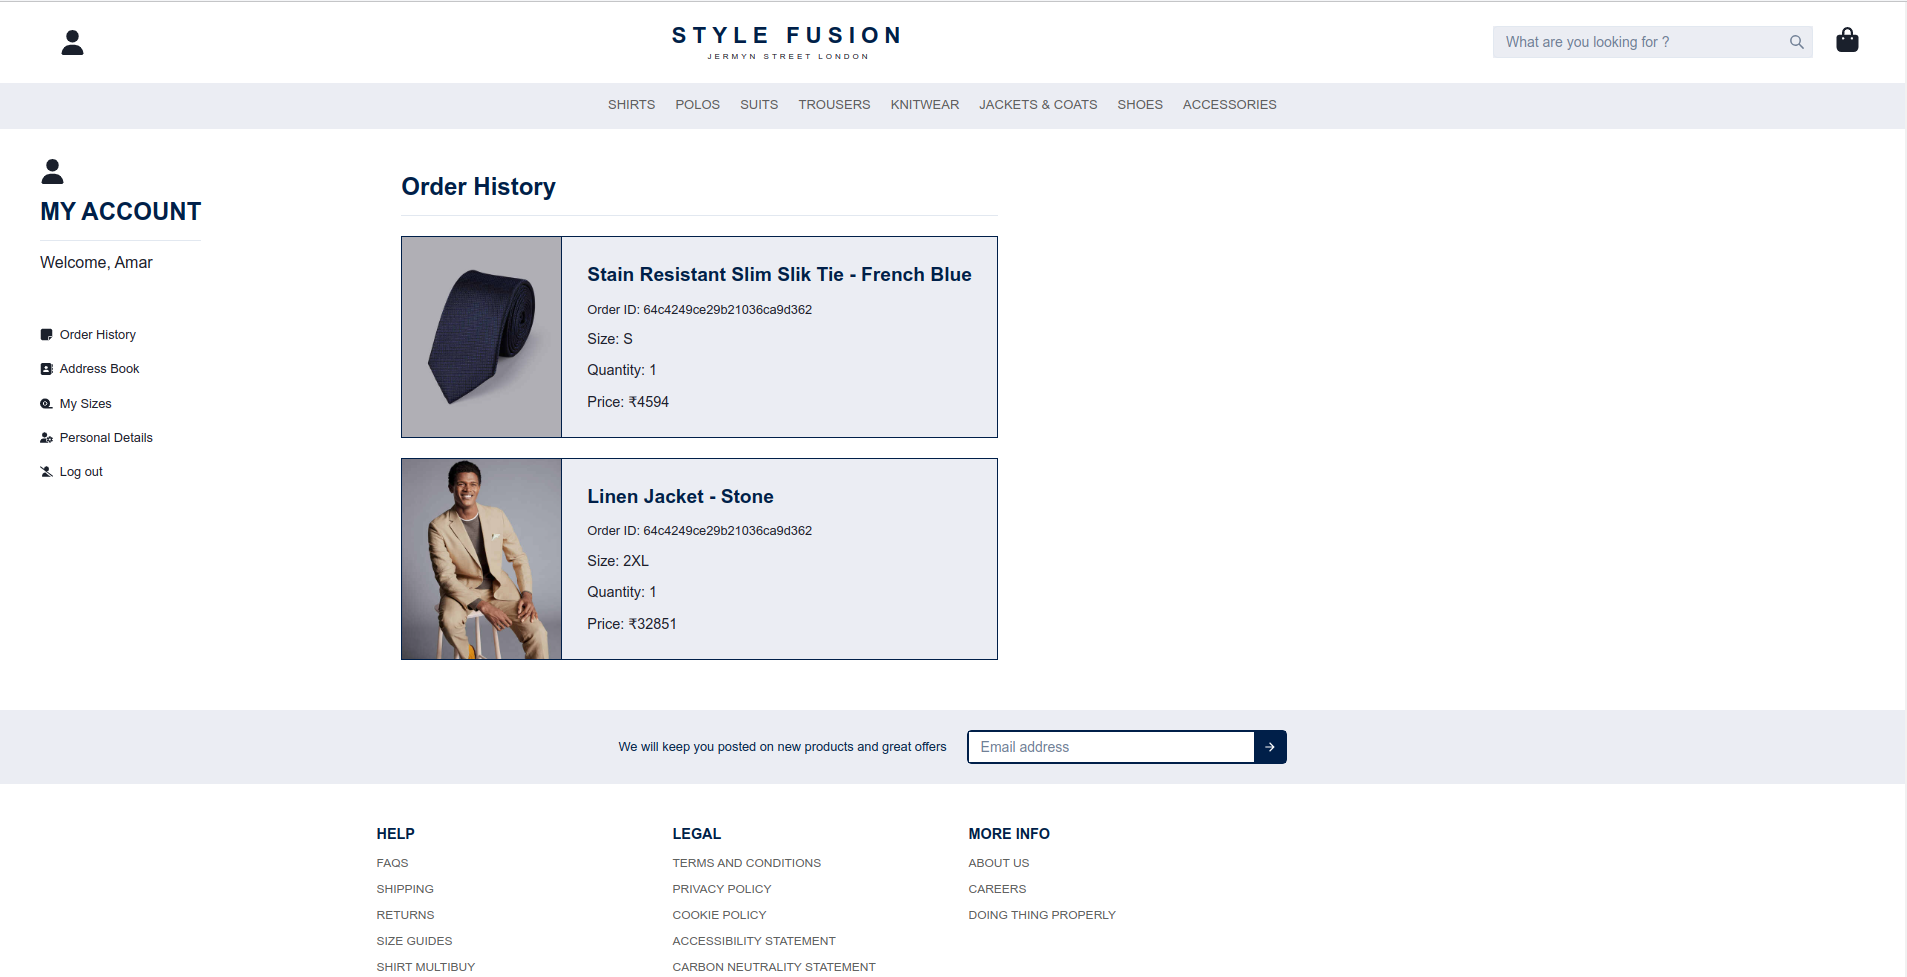 STYLE FUSION
JERMYN STREET LONDON
What are you looking for ?
SHIRTS POLOS SUITS TROUSERS KNITWEAR JACKETS & COATS SHOES ACCESSORIES
MY ACCOUNT
Welcome, Amar
Order History
Address Book
My Sizes
Personal Details
Log out
Order History
Stain Resistant Slim Slik Tie - French Blue
Order ID: 64c4249ce29b21036ca9d362
Size: S
Quantity: 1
Price: ₹4594
Linen Jacket - Stone
Order ID: 64c4249ce29b21036ca9d362
Size: 2XL
Quantity: 1
Price: ₹32851
We will keep you posted on new products and great offers
Email address
HELP
FAQS
SHIPPING
RETURNS
SIZE GUIDES
SHIRT MULTIBUY
LEGAL
TERMS AND CONDITIONS
PRIVACY POLICY
COOKIE POLICY
ACCESSIBILITY STATEMENT
CARBON NEUTRALITY STATEMENT
MORE INFO
ABOUT US
CAREERS
DOING THING PROPERLY